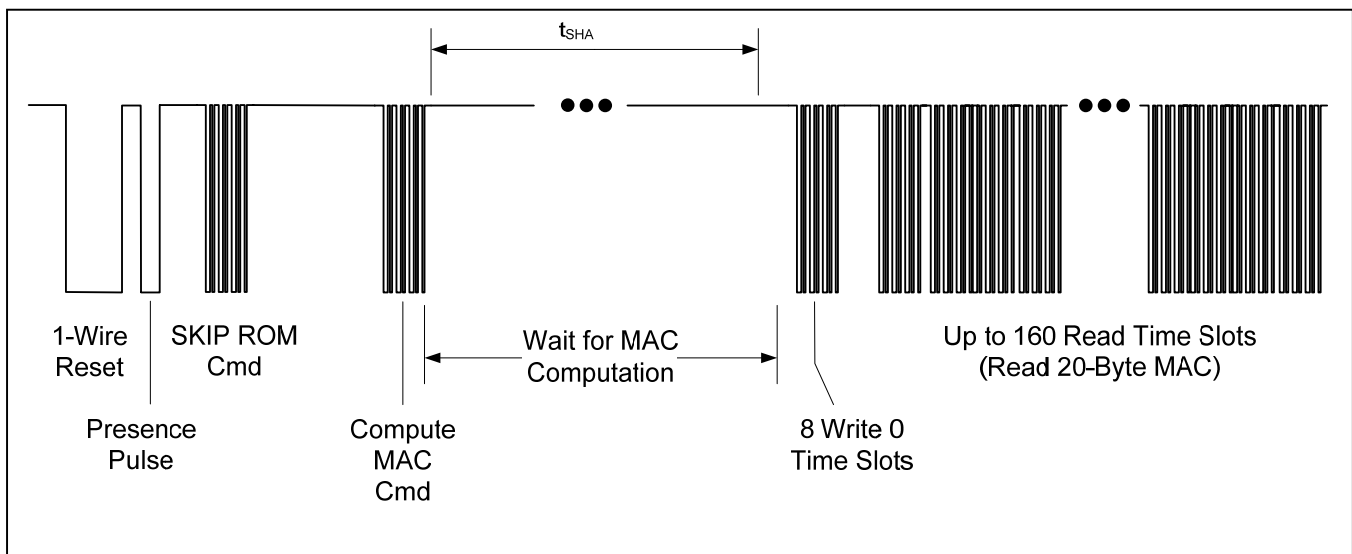 tSHA
1-Wire
Reset
SKIP ROM
Cmd
Wait for MAC
Computation
Up to 160 Read Time Slots
(Read 20-Byte MAC)
Presence
Pulse
Compute
MAC
Cmd
8 Write 0
Time Slots